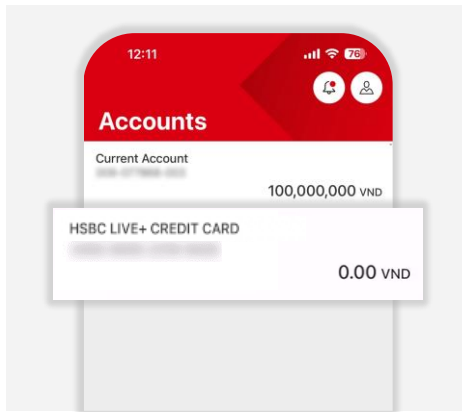 12:11
76
Accounts
Current Account
100,000,000 VND
HSBC LIVE+ CREDIT CARD
0.00 VND